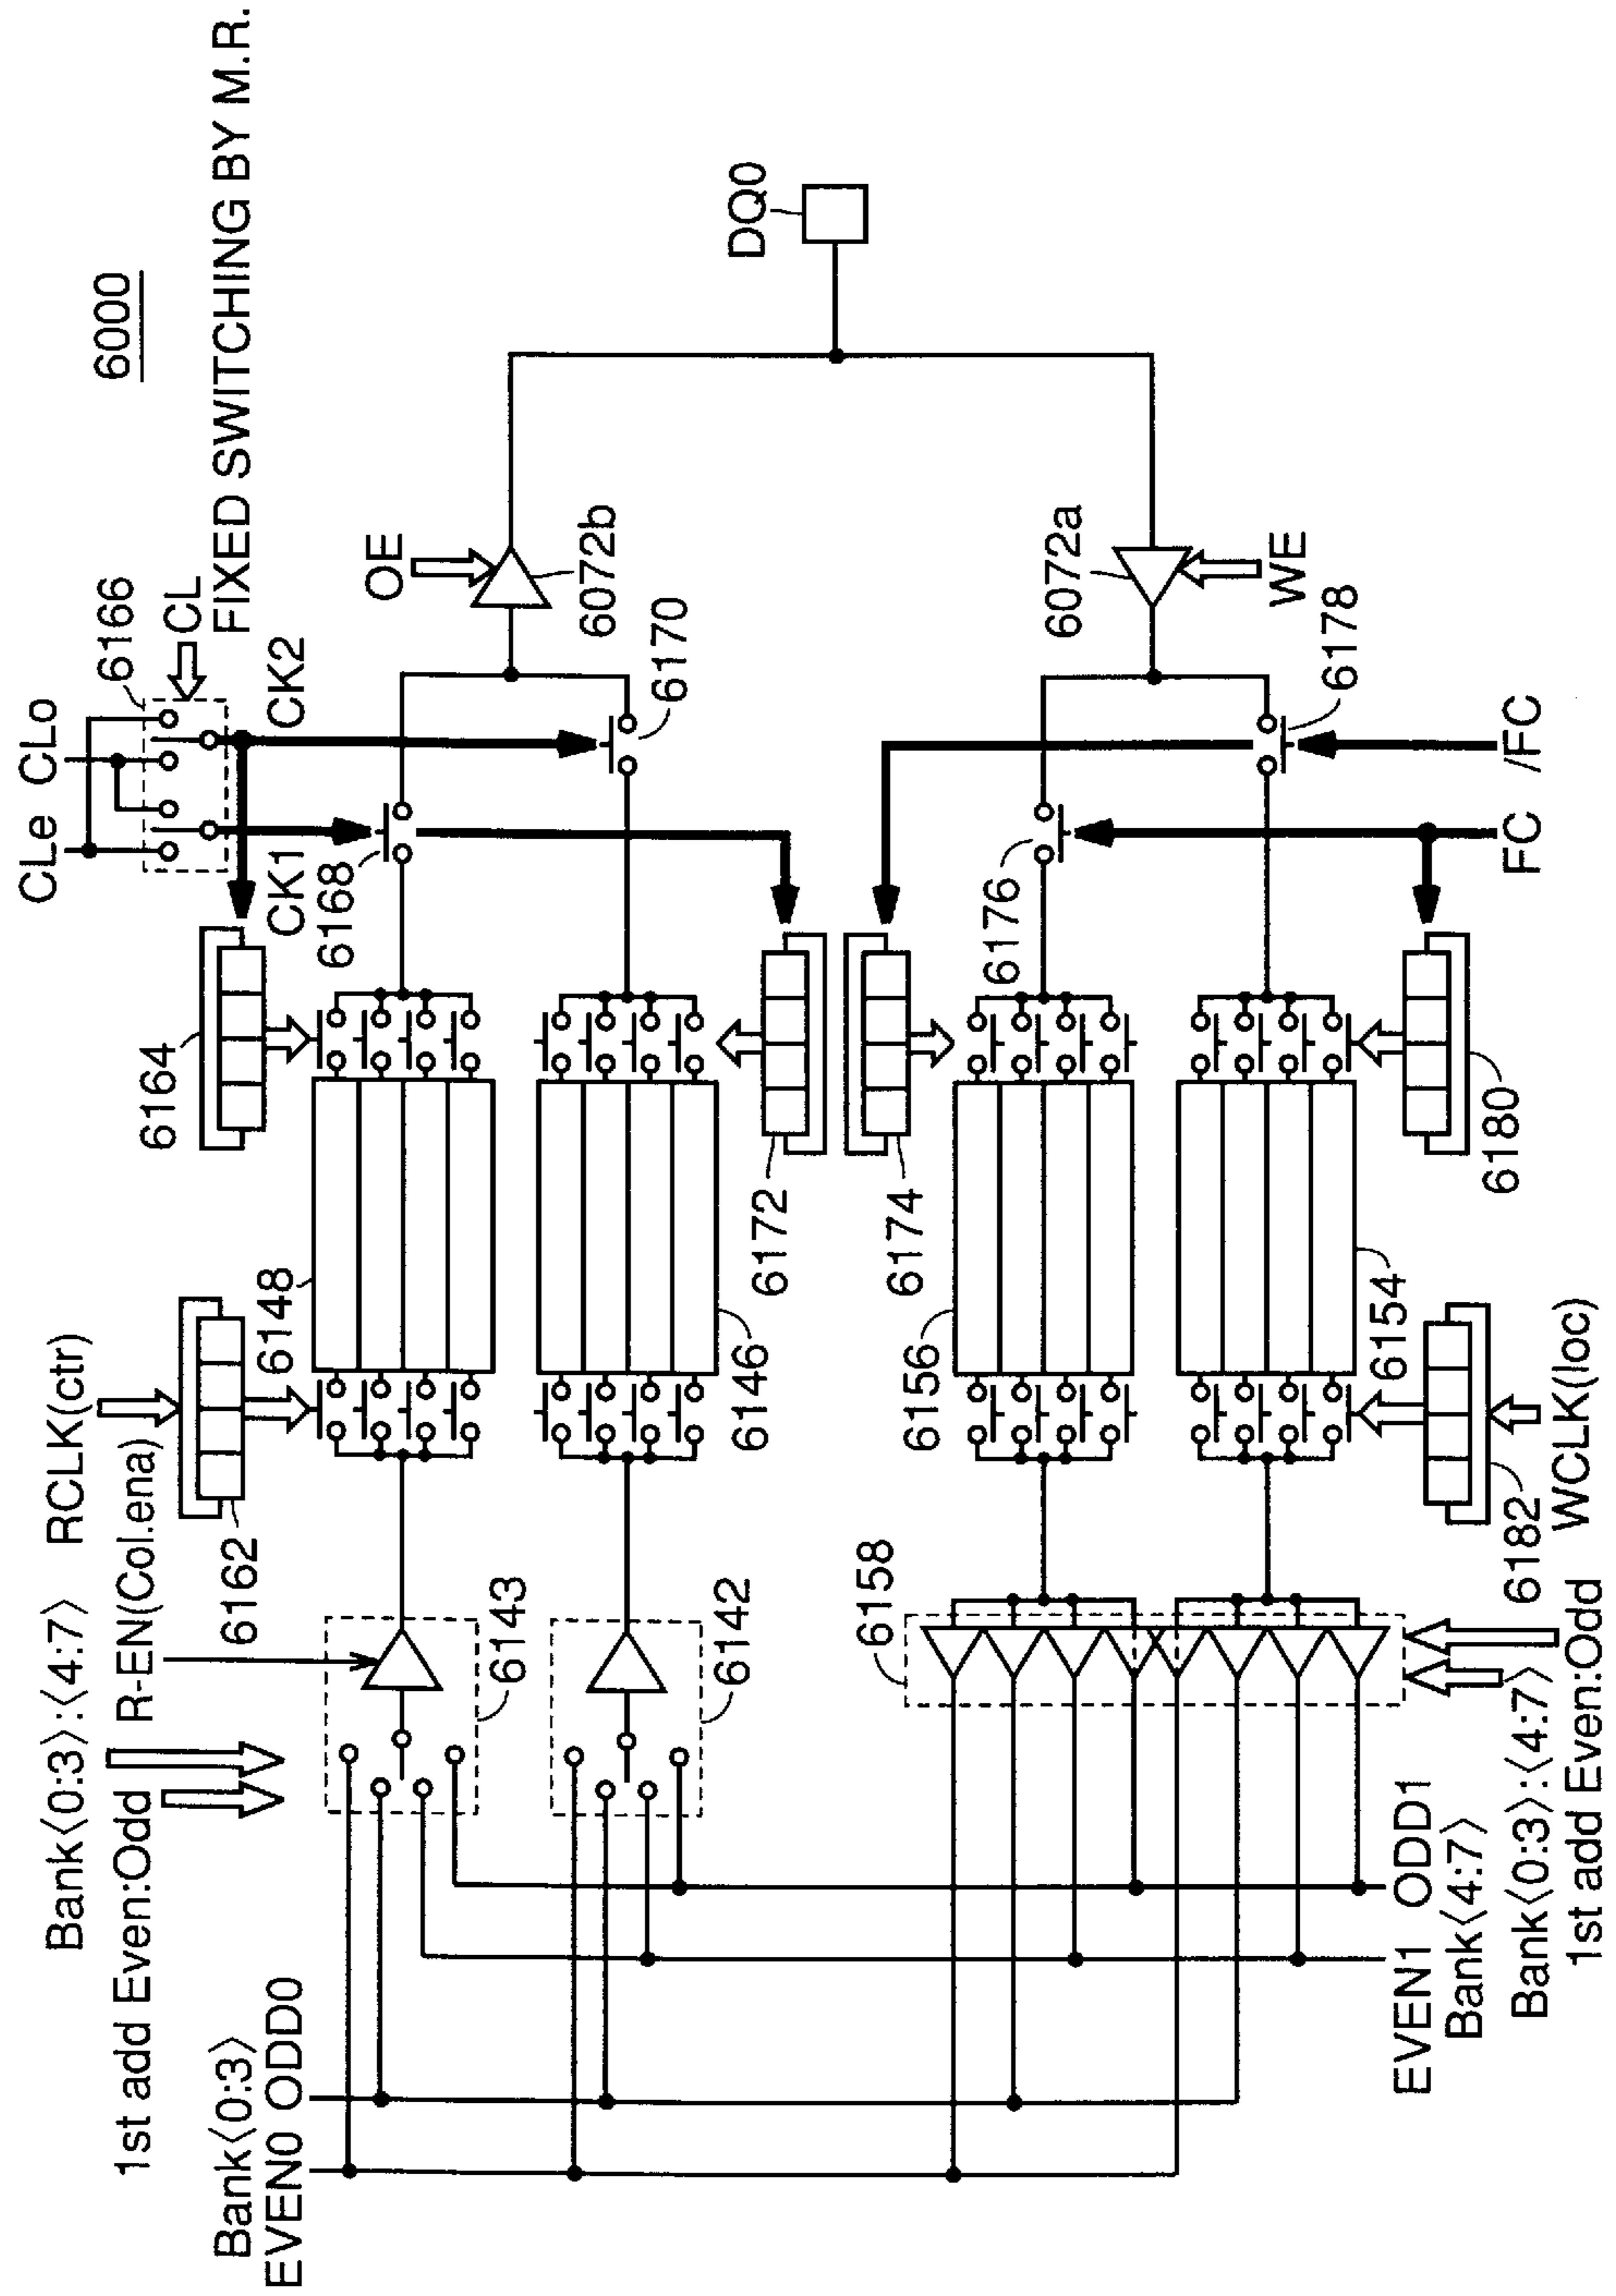 6000
CLe CLo
6166
CL
FIXED SWITCHING BY M.R.
CK1
CK2
6164
6168
OE
6072b
6170
DQ0
Bank〈0:3〉:〈4:7〉
1st add Even:Odd
RCLK(ctr)
R-EN(Col.ena)
6162
6148
6143
6142
6146
6172
6174
6156
6176
6072a
WE
6178
Bank〈0:3〉
EVEN0 ODD0
6158
6154
6180
6182
WCLK(loc)
FC
/FC
EVEN1 ODD1
Bank〈4:7〉
Bank〈0:3〉:〈4:7〉
1st add Even:Odd